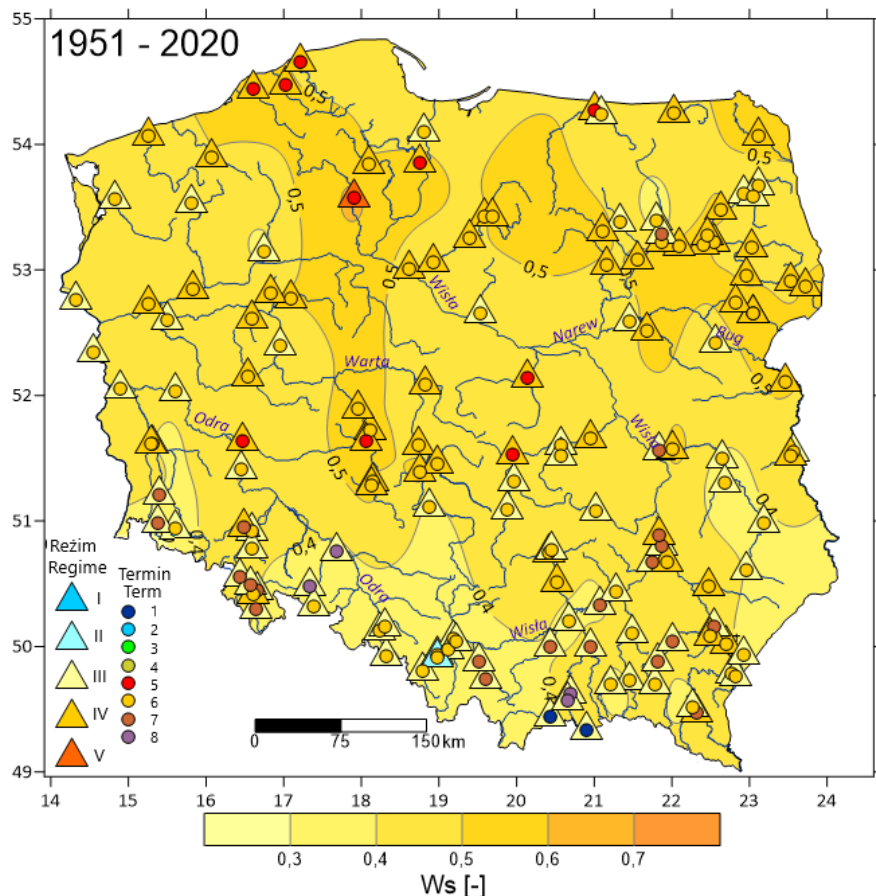 1951 - 2020
55
54
53
52
51
50
49
0,5
0,5
0,5
0,5
0,5
0,5
0,5
0,5
Wisła
Narew
Bug
Warta
Odra
Wisła
0,4
0,4
0,4
0,4
Odra
Wisła
0,4
Reżim
Regime
I
II
III
IV
V
Termin
Term
1
2
3
4
5
6
7
8
0 75 150 km
14 15 16 17 18 19 20 21 22 23 24
0,3 0,4 0,5 0,6 0,7
Ws [-]